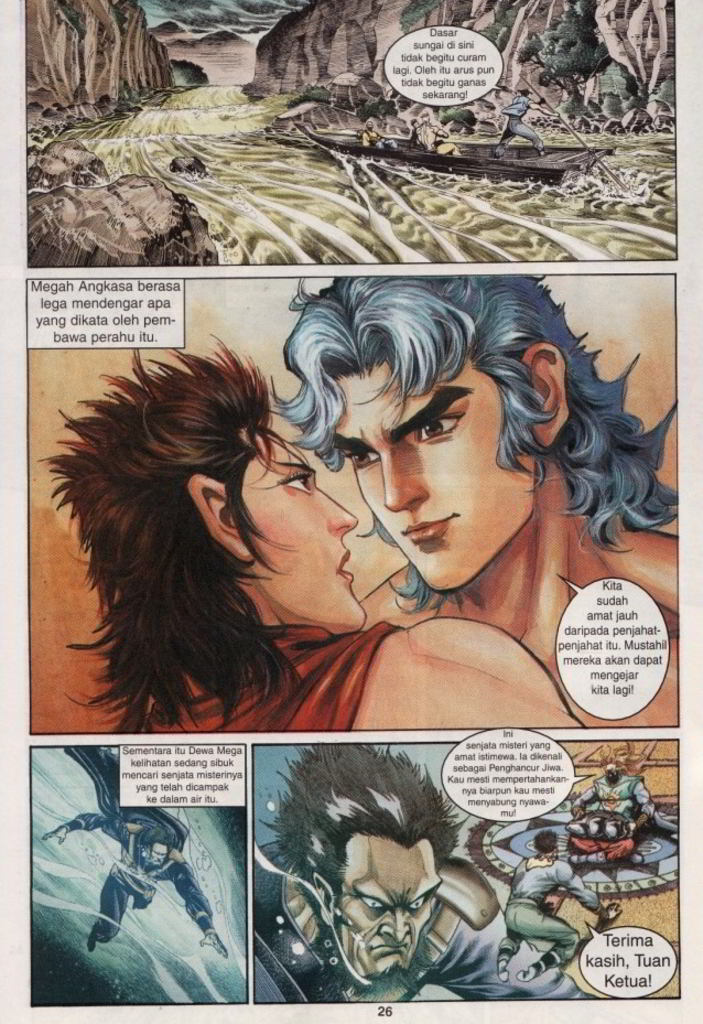 Dasar
sungai di sini
tidak begitu curam
lagi. Oleh itu arus pun
tidak begitu ganas
sekarang!
Megah Angkasa berasa
lega mendengar apa
yang dikata oleh pem-
bawa perahu itu.
Kita
sudah
amat jauh
daripada penjahat-
penjahat itu. Mustahil
mereka akan dapat
mengejar
kita lagi!
Sementara itu Dewa Mega
kelihatan sedang sibuk
mencari senjata misterinya
yang telah dicampak
ke dalam air itu.
Ini
senjata misteri yang
amat istimewa. Ia dikenali
sebagai Penghancur Jiwa.
Kau mesti mempertahankan-
nya biarpun kau mesti
menyabung nyawa-
mu!
Terima
kasih, Tuan
Ketua!
26